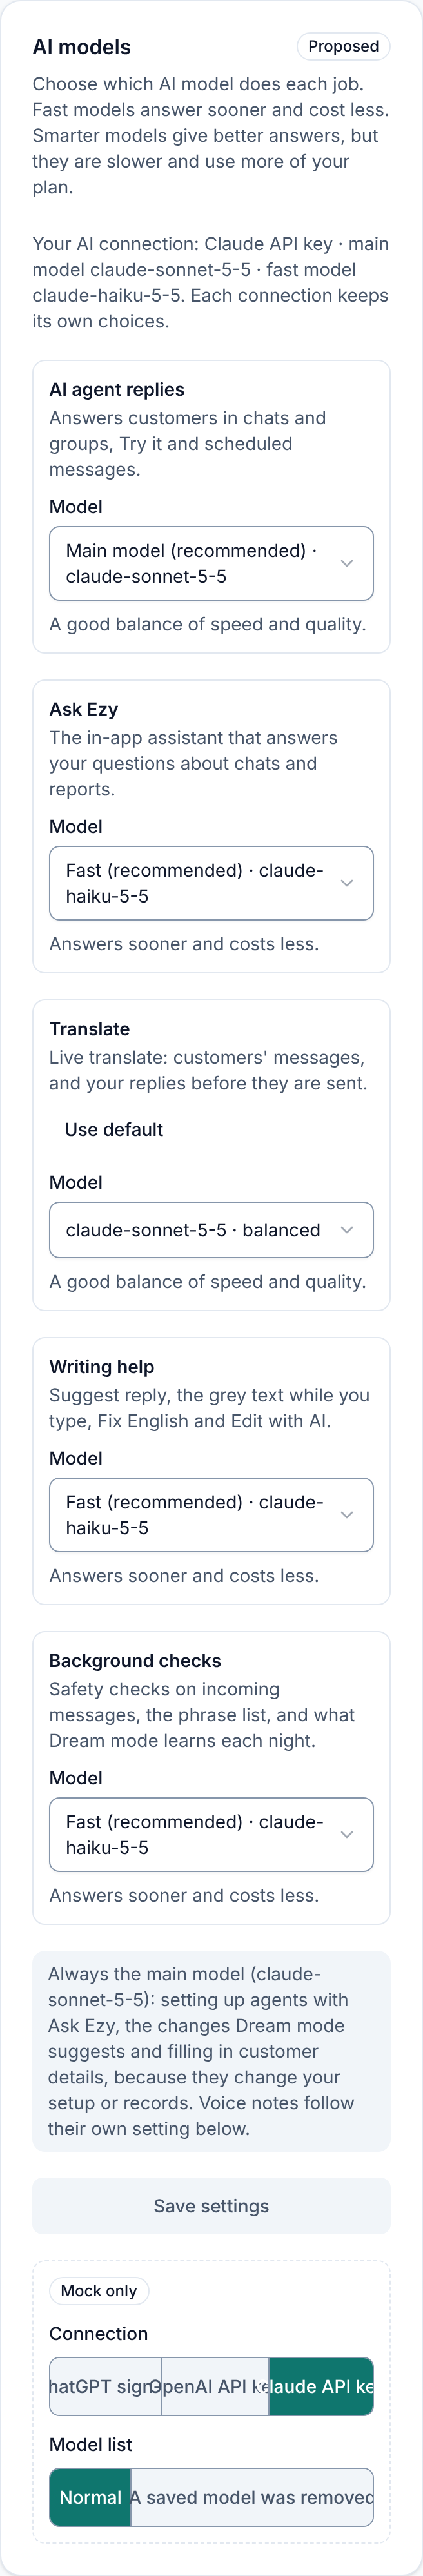 AI models
Proposed
Choose which AI model does each job.
Fast models answer sooner and cost less.
Smarter models give better answers, but
they are slower and use more of your
plan.
Your AI connection: Claude API key · main
model claude-sonnet-5-5 · fast model
claude-haiku-5-5. Each connection keeps
its own choices.
AI agent replies
Answers customers in chats and
groups, Try it and scheduled
messages.
Model
Main model (recommended) ·
claude-sonnet-5-5
A good balance of speed and quality.
Ask Ezy
The in-app assistant that answers
your questions about chats and
reports.
Model
Fast (recommended) · claude-
haiku-5-5
Answers sooner and costs less.
Translate
Live translate: customers' messages,
and your replies before they are sent.
Use default
Model
claude-sonnet-5-5 · balanced
A good balance of speed and quality.
Writing help
Suggest reply, the grey text while you
type, Fix English and Edit with AI.
Model
Fast (recommended) · claude-
haiku-5-5
Answers sooner and costs less.
Background checks
Safety checks on incoming
messages, the phrase list, and what
Dream mode learns each night.
Model
Fast (recommended) · claude-
haiku-5-5
Answers sooner and costs less.
Always the main model (claude-
sonnet-5-5): setting up agents with
Ask Ezy, the changes Dream mode
suggests and filling in customer
details, because they change your
setup or records. Voice notes follow
their own setting below.
Save settings
Mock only
Connection
hatGPT sign-
OpenAI API ke
laude API ke
Model list
Normal
A saved model was removed